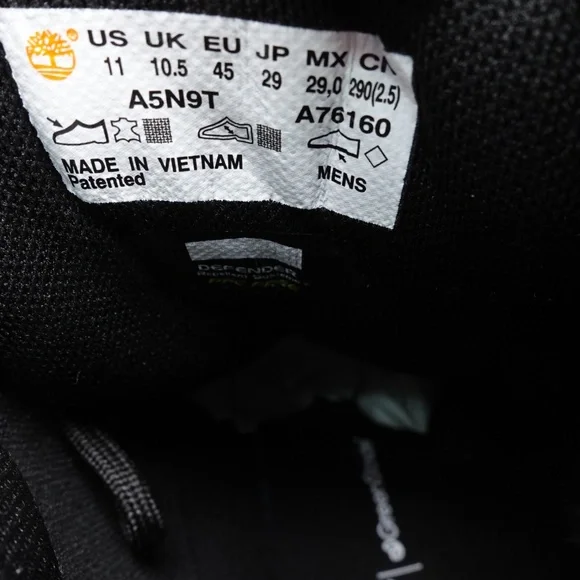 US UK EU JP MX
11 10.5 45 29 29,0 290(2.5)
A5N9T A76160
MADE IN VIETNAM
Patented MENS
DEFENDER